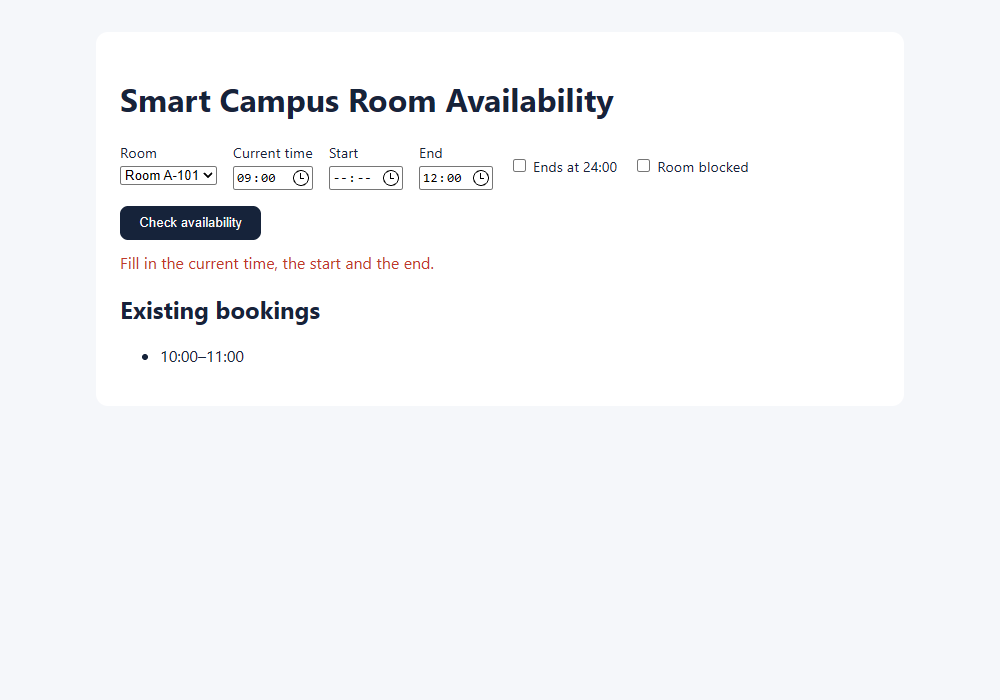 Smart Campus Room Availability
Room Current time Start End
Room A-101 09:00 --:-- 12:00 Ends at 24:00 Room blocked
Check availability
Fill in the current time, the start and the end.
Existing bookings
10:00–11:00